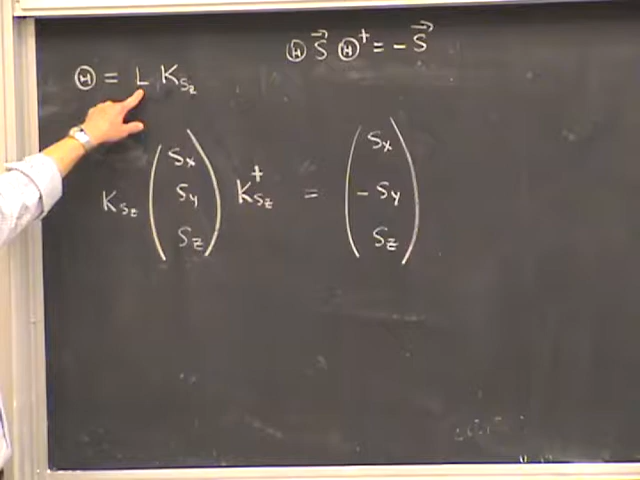 Θ S⃗ Θ⁺ = − S⃗
Θ = L K_{S_z}
K_{S_z} ( S_x S_y S_z ) K⁺_{S_z} = ( S_x − S_y S_z )